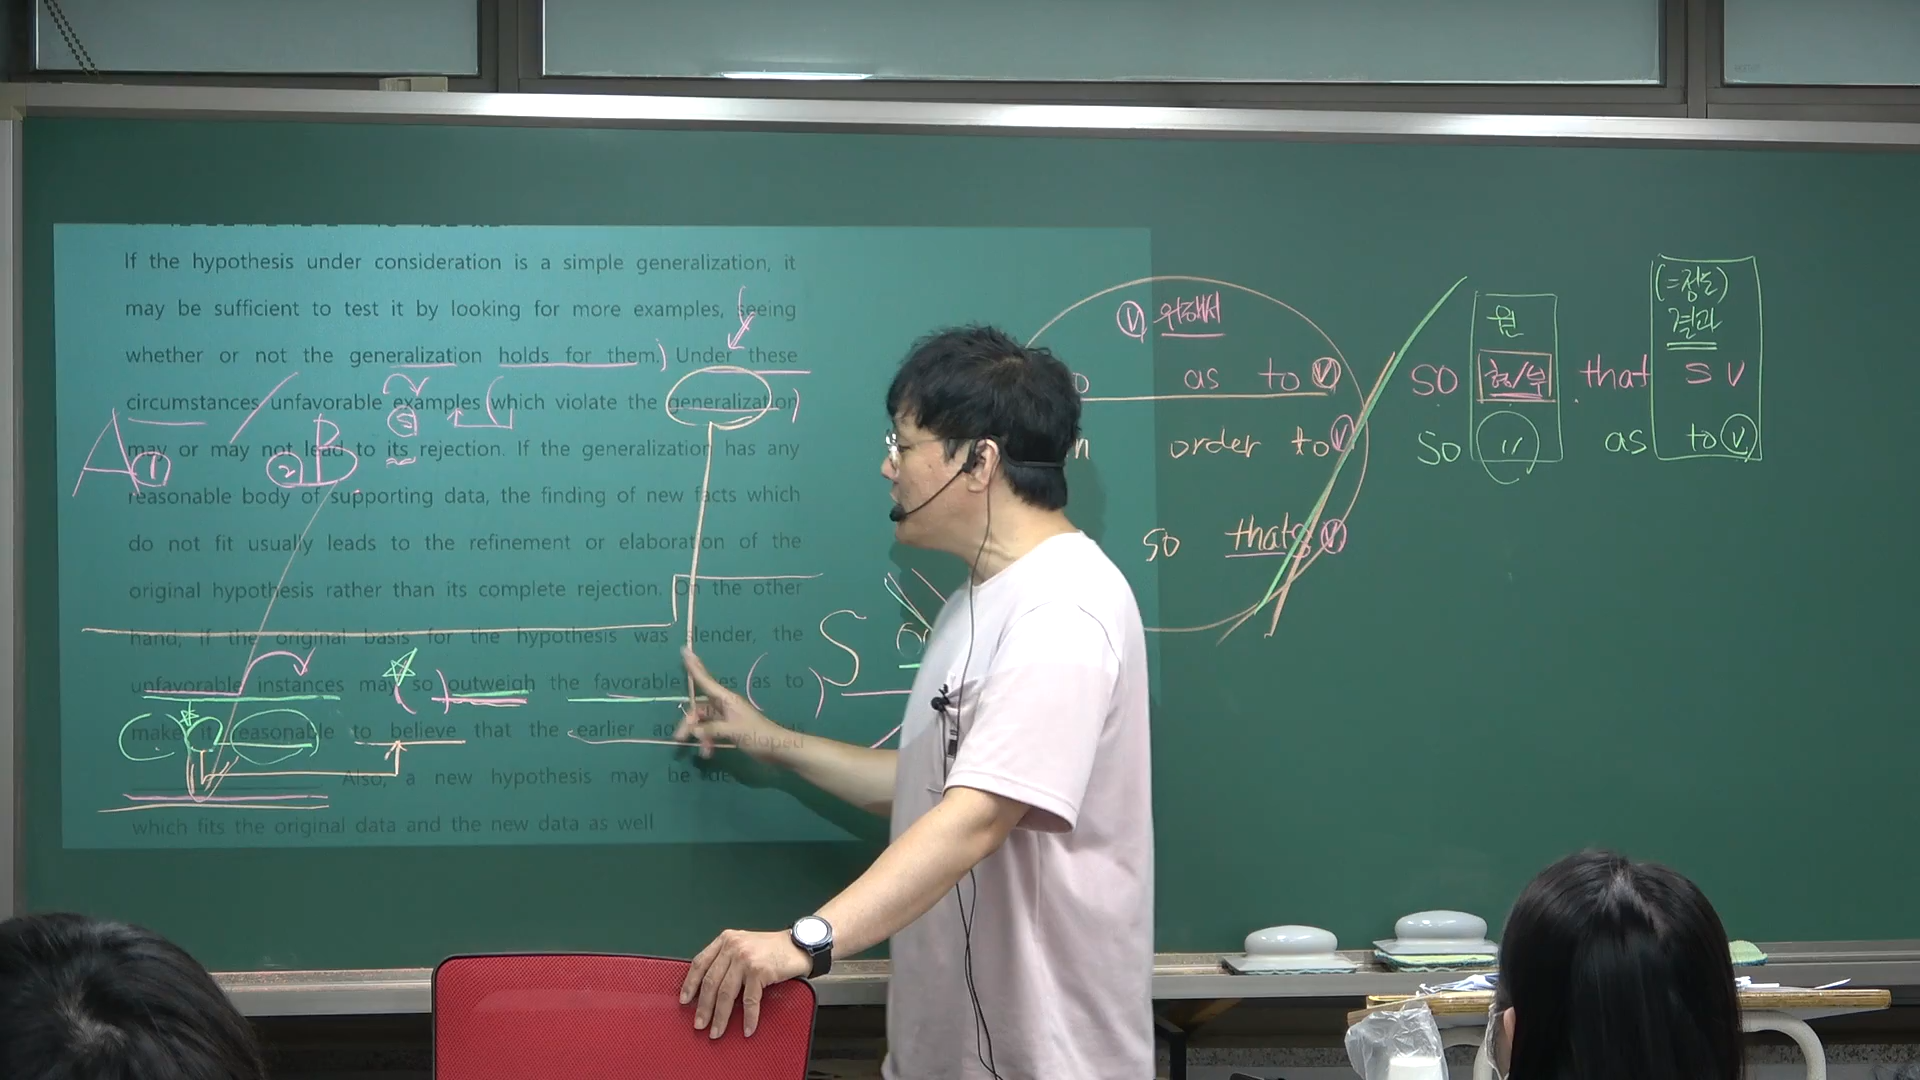 If the hypothesis under consideration is a simple generalization, it
may be sufficient to test it by looking for more examples, seeing
whether or not the generalization holds for them. Under these
circumstances unfavorable examples which violate the generalization
may or may not lead to its rejection. If the generalization has any
reasonable body of supporting data, the finding of new facts which
do not fit usually leads to the refinement or elaboration of the
original hypothesis rather than its complete rejection. On the other
hand, if the original basis for the hypothesis was slender, the
unfavorable instances may so outweigh the favorable as to
make it reasonable to believe that the earlier
Also, a new hypothesis may be developed
which fits the original data and the new data as well
A ① ② B ③
S
Ⓥ 위해서
as to Ⓥ
order to Ⓥ
so that S Ⓥ
원 (=정도)
결과
so 형/부 that S V
so 〃 as to Ⓥ